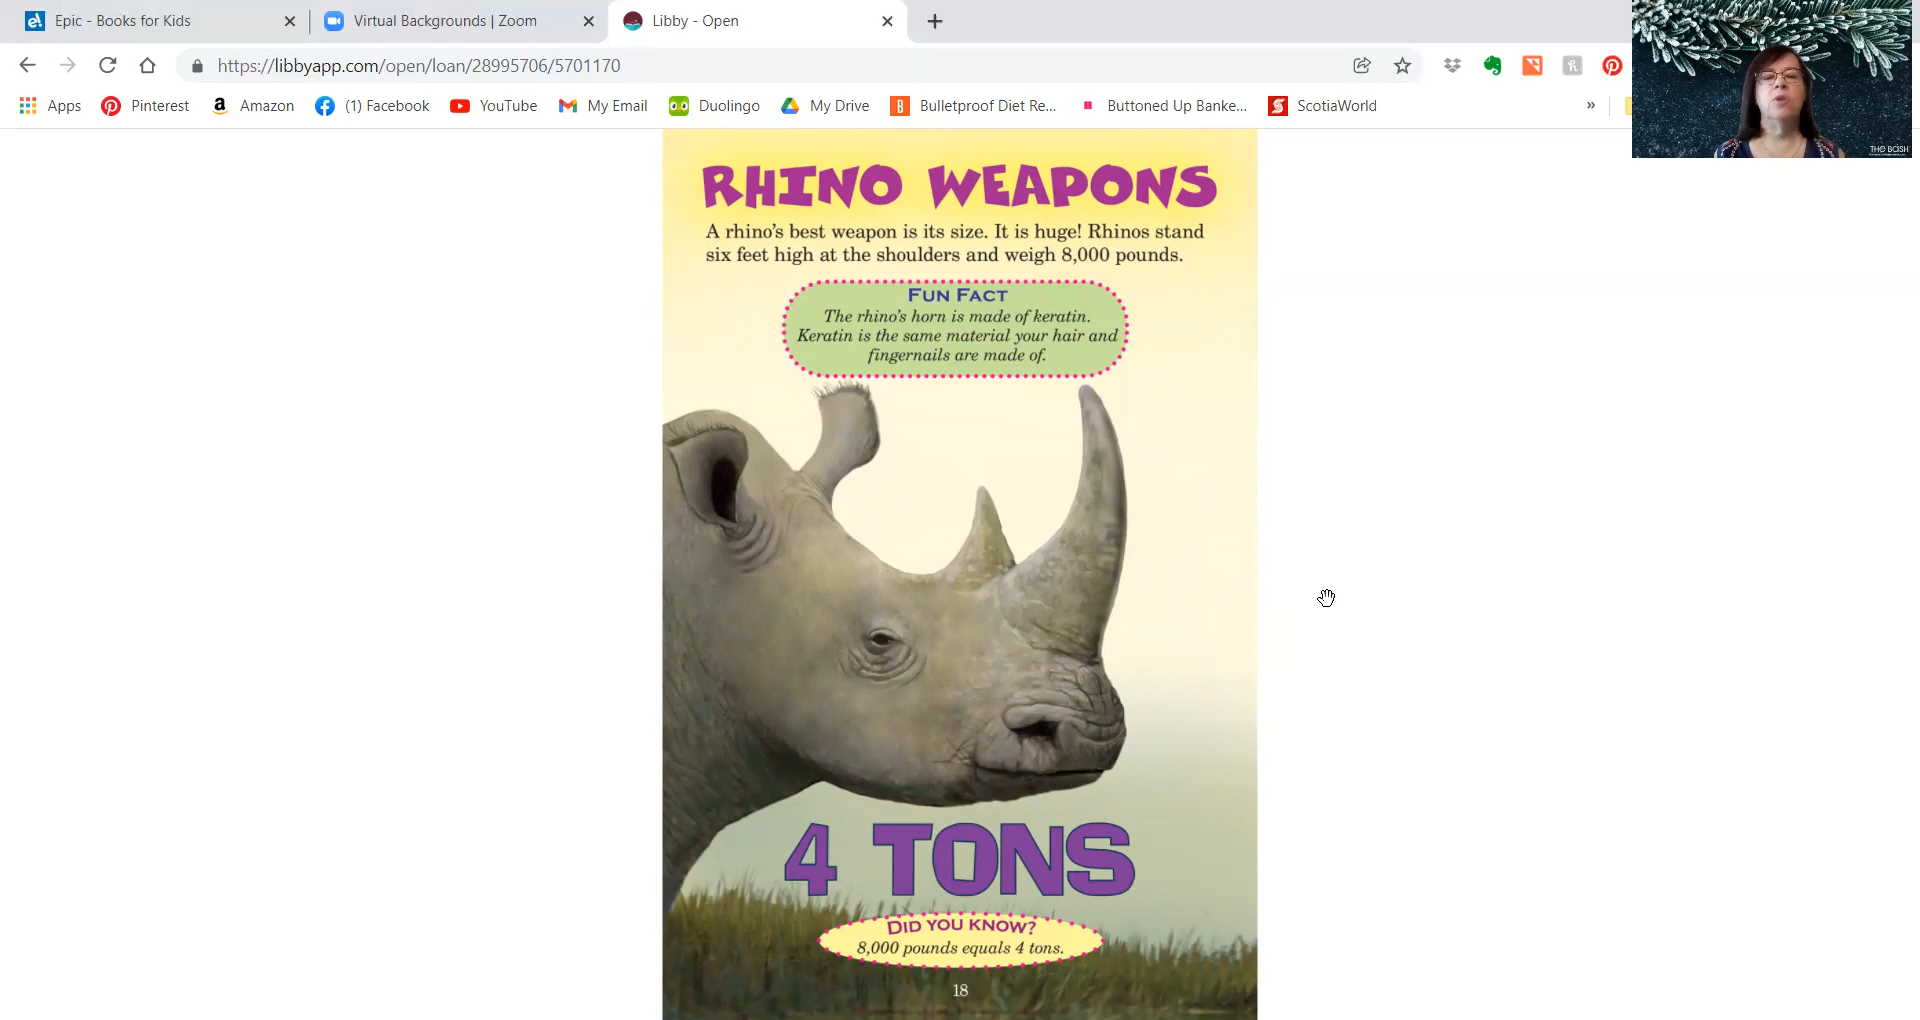 Epic - Books for Kids
Virtual Backgrounds | Zoom
Libby - Open
https://libbyapp.com/open/loan/28995706/5701170
Apps
Pinterest
Amazon
(1) Facebook
YouTube
My Email
Duolingo
My Drive
Bulletproof Diet Re...
Buttoned Up Banke...
ScotiaWorld
»
THE BASH
RHINO WEAPONS
A rhino's best weapon is its size. It is huge! Rhinos stand
six feet high at the shoulders and weigh 8,000 pounds.
FUN FACT
The rhino's horn is made of keratin.
Keratin is the same material your hair and
fingernails are made of.
4 TONS
DID YOU KNOW?
8,000 pounds equals 4 tons.
18